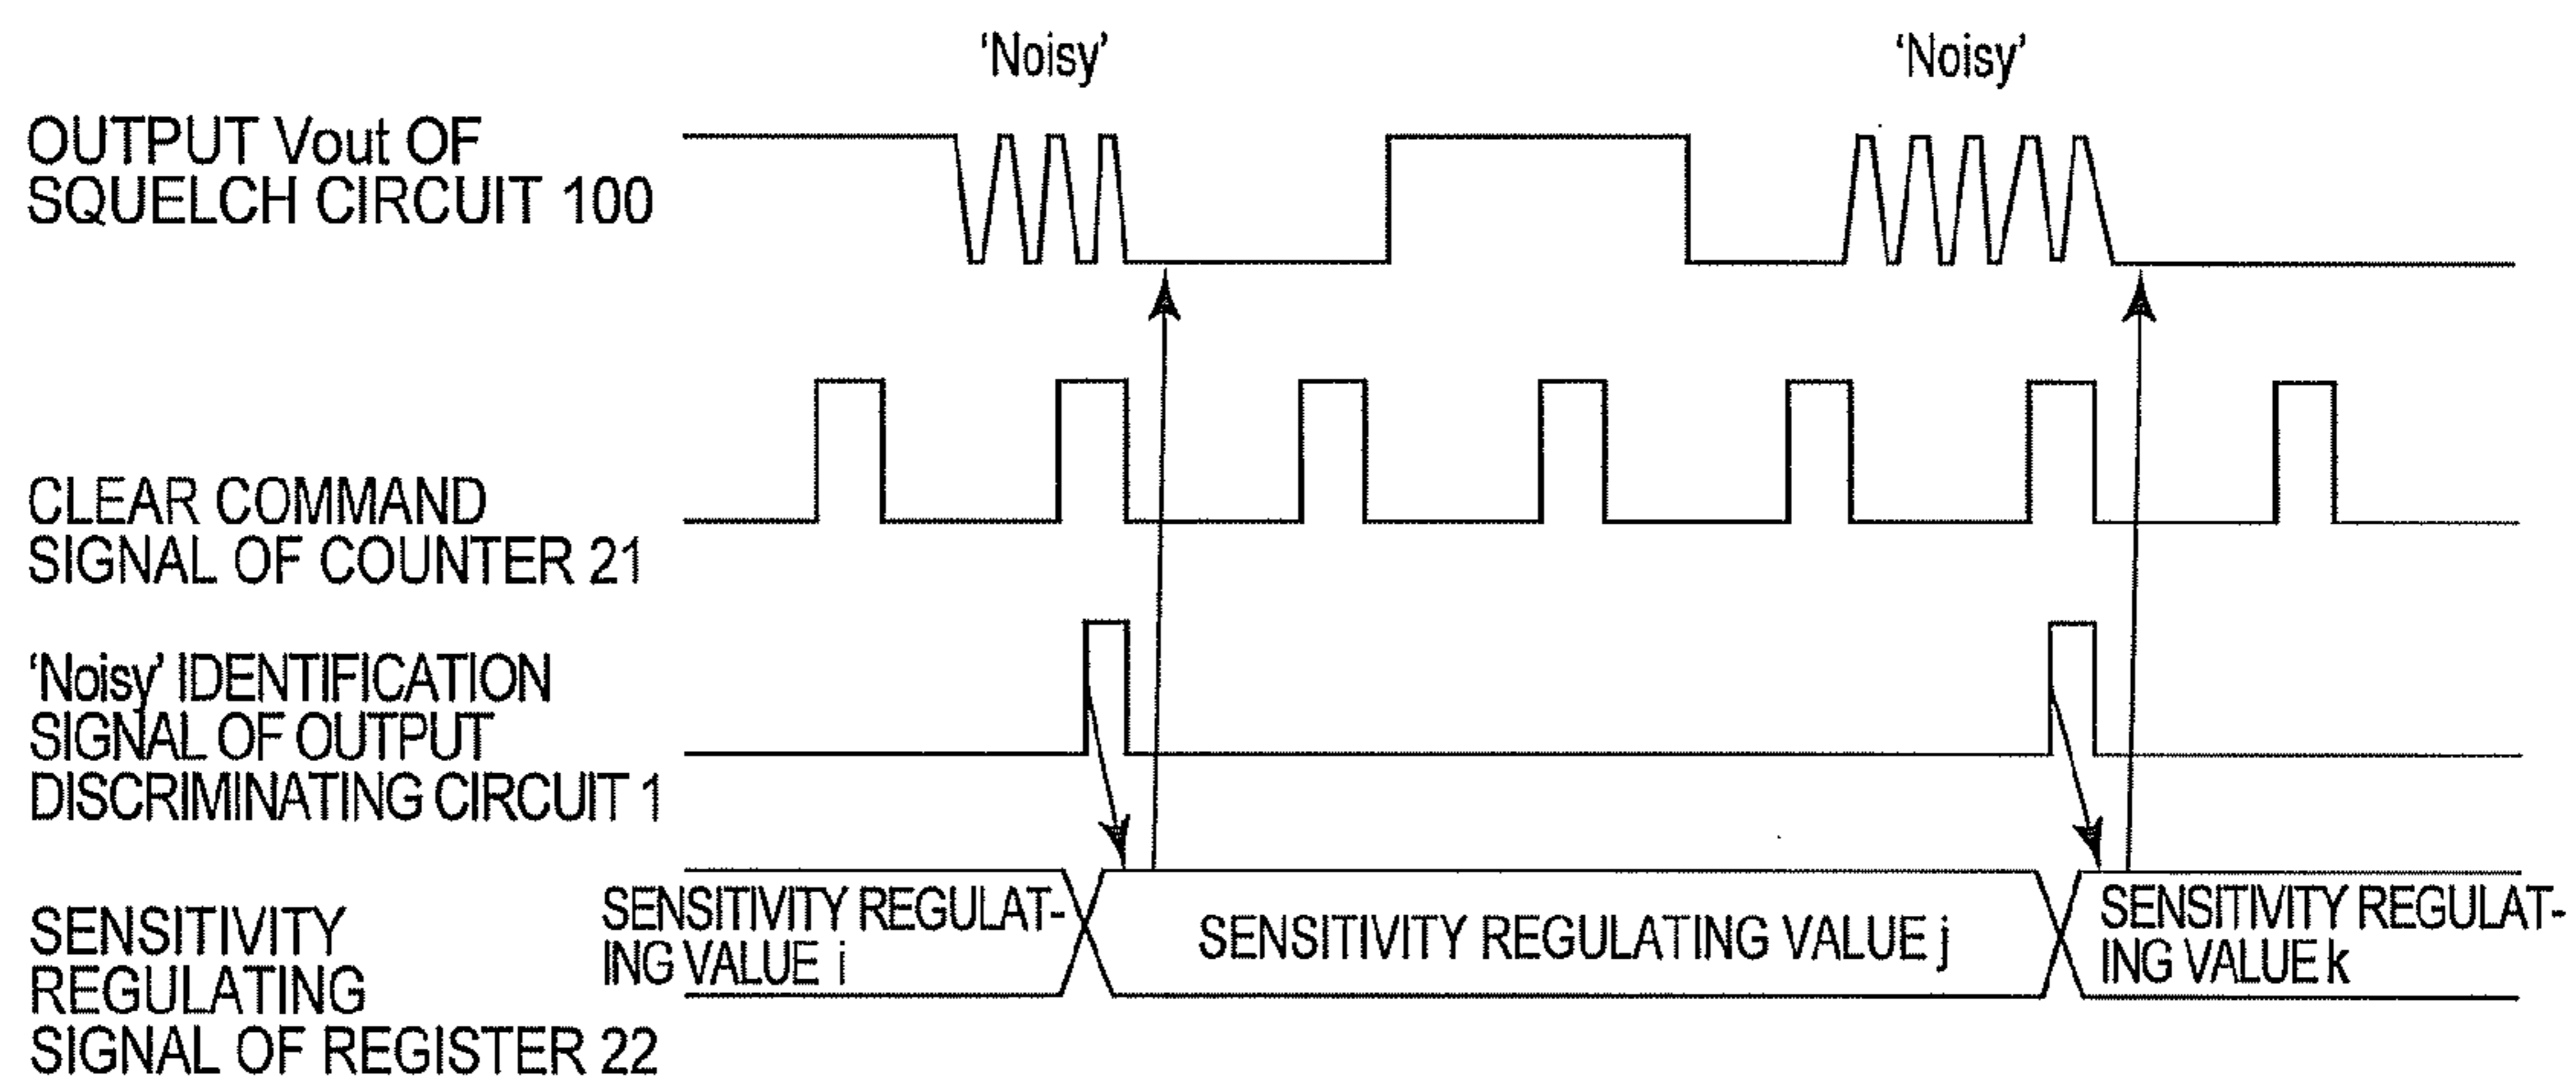 'Noisy' 'Noisy'
OUTPUT Vout OF
SQUELCH CIRCUIT 100
CLEAR COMMAND
SIGNAL OF COUNTER 21
'Noisy' IDENTIFICATION
SIGNAL OF OUTPUT
DISCRIMINATING CIRCUIT 1
SENSITIVITY
REGULATING
SIGNAL OF REGISTER 22
SENSITIVITY REGULAT-
ING VALUE i
SENSITIVITY REGULATING VALUE j
SENSITIVITY REGULAT-
ING VALUE k